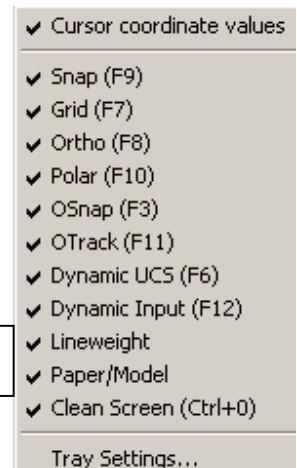 Cursor coordinate values
Snap (F9)
Grid (F7)
Ortho (F8)
Polar (F10)
OSnap (F3)
OTrack (F11)
Dynamic UCS (F6)
Dynamic Input (F12)
Lineweight
Paper/Model
Clean Screen (Ctrl+0)
Tray Settings...